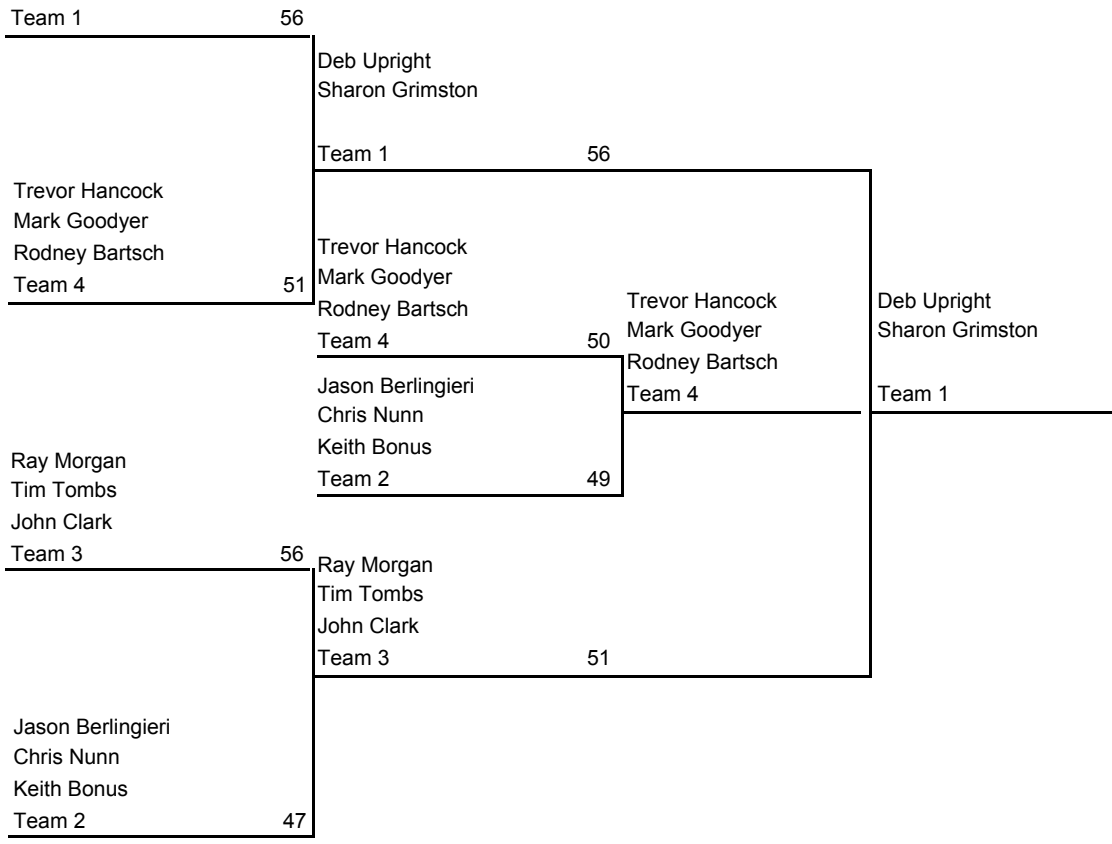 Team 1 56
Deb Upright
Sharon Grimston
Team 1 56
Trevor Hancock
Mark Goodyer
Rodney Bartsch
Team 4 51
Trevor Hancock
Mark Goodyer
Rodney Bartsch
Team 4 50
Jason Berlingieri
Chris Nunn
Keith Bonus
Team 2 49
Trevor Hancock
Mark Goodyer
Rodney Bartsch
Team 4
Deb Upright
Sharon Grimston
Team 1
Ray Morgan
Tim Tombs
John Clark
Team 3 56
Ray Morgan
Tim Tombs
John Clark
Team 3 51
Jason Berlingieri
Chris Nunn
Keith Bonus
Team 2 47